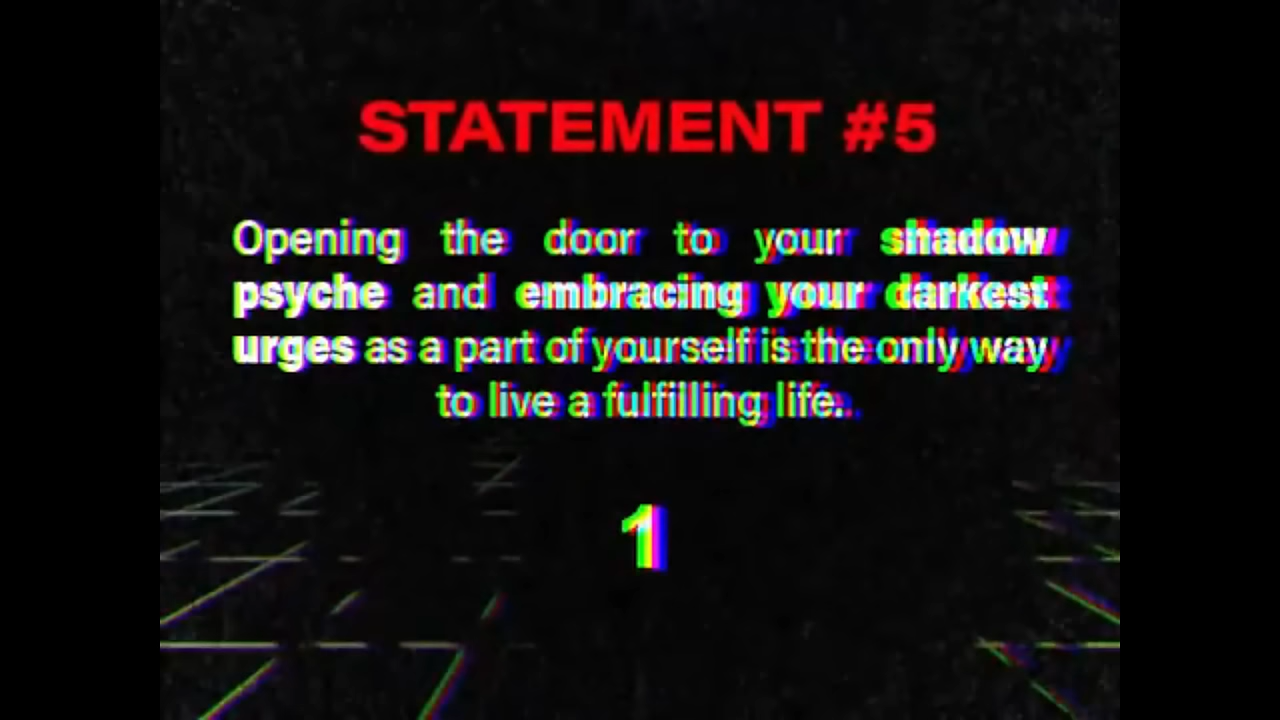 STATEMENT #5
Opening the door to your shadow
psyche and embracing your darkest
urges as a part of yourself is the only way
to live a fulfilling life.
1